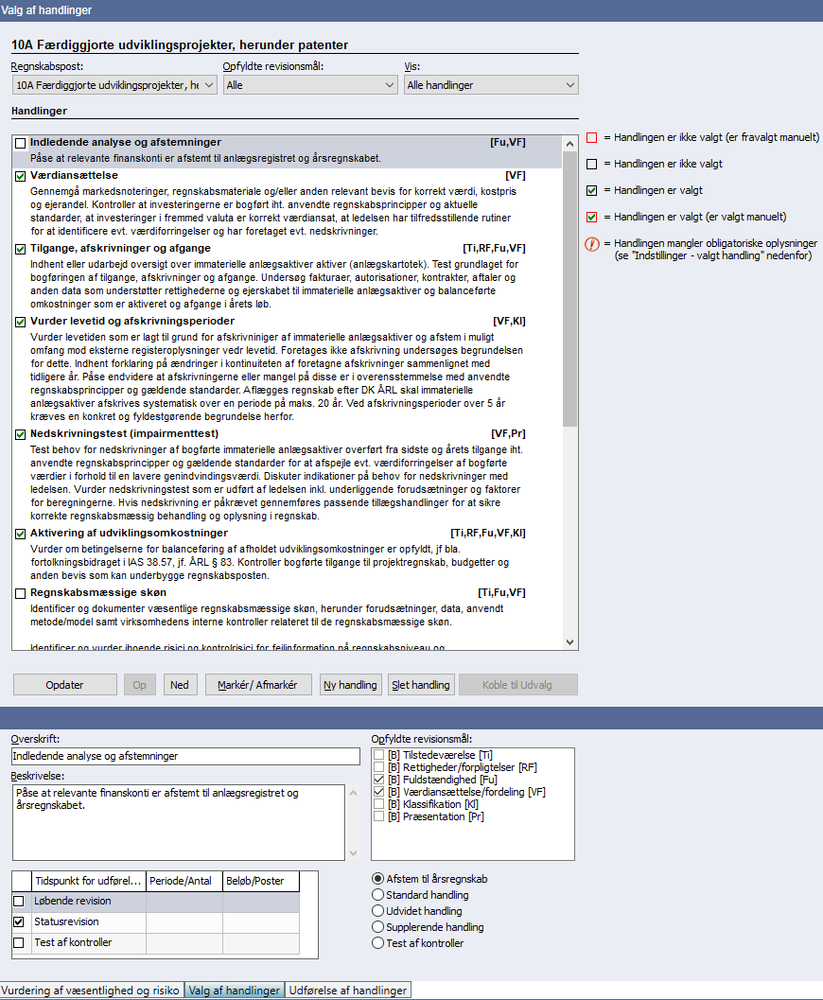 Valg af handlinger
10A Færdiggjorte udviklingsprojekter, herunder patenter
Regnskabspost:
Opfyldte revisionsmål:
Vis:
10A Færdiggjorte udviklingsprojekter, he
Alle
Alle handlinger
Handlinger
Indledende analyse og afstemninger [Fu,VF]
Påse at relevante finanskonti er afstemt til anlægsregistret og årsregnskabet.
Værdiansættelse [VF]
Gennemgå markedsnoteringer, regnskabsmateriale og/eller anden relevant bevis for korrekt værdi, kostpris
og ejerandel. Kontroller at investeringerne er bogført iht. anvendte regnskabsprincipper og aktuelle
standarder, at investeringer i fremmed valuta er korrekt værdiansat, at ledelsen har tilfredsstillende rutiner
for at identificere evt. værdiforringelser og har foretaget evt. nedskrivninger.
Tilgange, afskrivninger og afgange [Ti,RF,Fu,VF]
Indhent eller udarbejd oversigt over immaterielle anlægsaktiver aktiver (anlægskartotek). Test grundlaget for
bogføringen af tilgange, afskrivninger og afgange. Undersøg fakturaer, autorisationer, kontrakter, aftaler og
anden data som understøtter rettighederne og ejerskabet til immaterielle anlægsaktiver og balanceførte
omkostninger som er aktiveret og afgange i årets løb.
Vurder levetid og afskrivningsperioder [VF,Kl]
Vurder levetiden som er lagt til grund for afskrivniniger af immaterielle anlægsaktiver og afstem i muligt
omfang mod eksterne registeroplysninger vedr levetid. Foretages ikke afskrivning undersøges begrundelsen
for dette. Indhent forklaring på ændringer i kontinuiteten af foretagne afskrivninger sammenlignet med
tidligere år. Påse endvidere at afskrivningerne eller mangel på disse er i overensstemmelse med anvendte
regnskabsprincipper og gældende standarder. Aflægges regnskab efter DK ÅRL skal immaterielle
anlægsaktiver afskrives systematisk over en periode på maks. 20 år. Ved afskrivningsperioder over 5 år
kræves en konkret og fyldestgørende begrundelse herfor.
Nedskrivningstest (impairmenttest) [VF,Pr]
Test behov for nedskrivninger af bogførte immaterielle anlægsaktiver overført fra sidste og årets tilgange iht.
anvendte regnskabsprincipper og gældende standarder for at afspejle evt. værdiforringelser af bogførte
værdier i forhold til en lavere genindvindingsværdi. Diskuter indikationer på behov for nedskrivninger med
ledelsen. Vurder nedskrivningstest som er udført af ledelsen inkl. underliggende forudsætninger og faktorer
for beregningerne. Hvis nedskrivning er påkrævet gennemføres passende tillægshandlinger for at sikre
korrekte regnskabsmæssig behandling og oplysning i regnskab.
Aktivering af udviklingsomkostninger [Ti,RF,Fu,VF,Kl]
Vurder om betingelserne for balanceføring af afholdet udviklingsomkostninger er opfyldt, jf bla.
fortolkningsbidraget i IAS 38.57, jf. ÅRL § 83. Kontroller bogførte tilgange til projektregnskab, budgetter og
anden bevis som kan underbygge regnskabsposten.
Regnskabsmæssige skøn [Ti,Fu,VF]
Identificer og dokumenter væsentlige regnskabsmæssige skøn, herunder forudsætninger, data, anvendt
metode/model samt virksomhedens interne kontroller relateret til de regnskabsmæssige skøn.
Identificer og vurder iboende risici og kontrolrisici for fejlinformation på regnskabsniveau og
= Handlingen er ikke valgt (er fravalgt manuelt)
= Handlingen er ikke valgt
= Handlingen er valgt
= Handlingen er valgt (er valgt manuelt)
= Handlingen mangler obligatoriske oplysninger
(se "Indstillinger - valgt handling" nedenfor)
Opdater
Op
Ned
Markér/ Afmarkér
Ny handling
Slet handling
Koble til Udvalg
Overskrift:
Indledende analyse og afstemninger
Beskrivelse:
Påse at relevante finanskonti er afstemt til anlægsregistret og
årsregnskabet.
Opfyldte revisionsmål:
[B] Tilstedeværelse [Ti]
[B] Rettigheder/forpligtelser [RF]
[B] Fuldstændighed [Fu]
[B] Værdiansættelse/fordeling [VF]
[B] Klassifikation [Kl]
[B] Præsentation [Pr]
Tidspunkt for udførel... Periode/Antal Beløb/Poster
Løbende revision
Statusrevision
Test af kontroller
Afstem til årsregnskab
Standard handling
Udvidet handling
Supplerende handling
Test af kontroller
Vurdering af væsentlighed og risiko
Valg af handlinger
Udførelse af handlinger